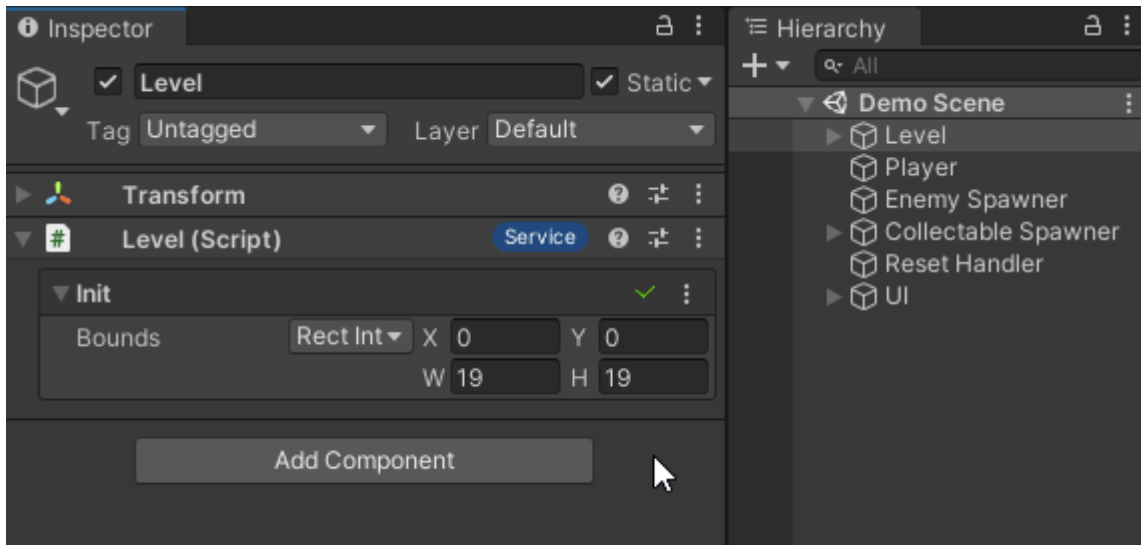 Inspector
Level
Static
Tag Untagged Layer Default
Transform
# Level (Script) Service
Init
Bounds Rect Int X 0 Y 0
W 19 H 19
Add Component
Hierarchy
All
Demo Scene
Level
Player
Enemy Spawner
Collectable Spawner
Reset Handler
UI